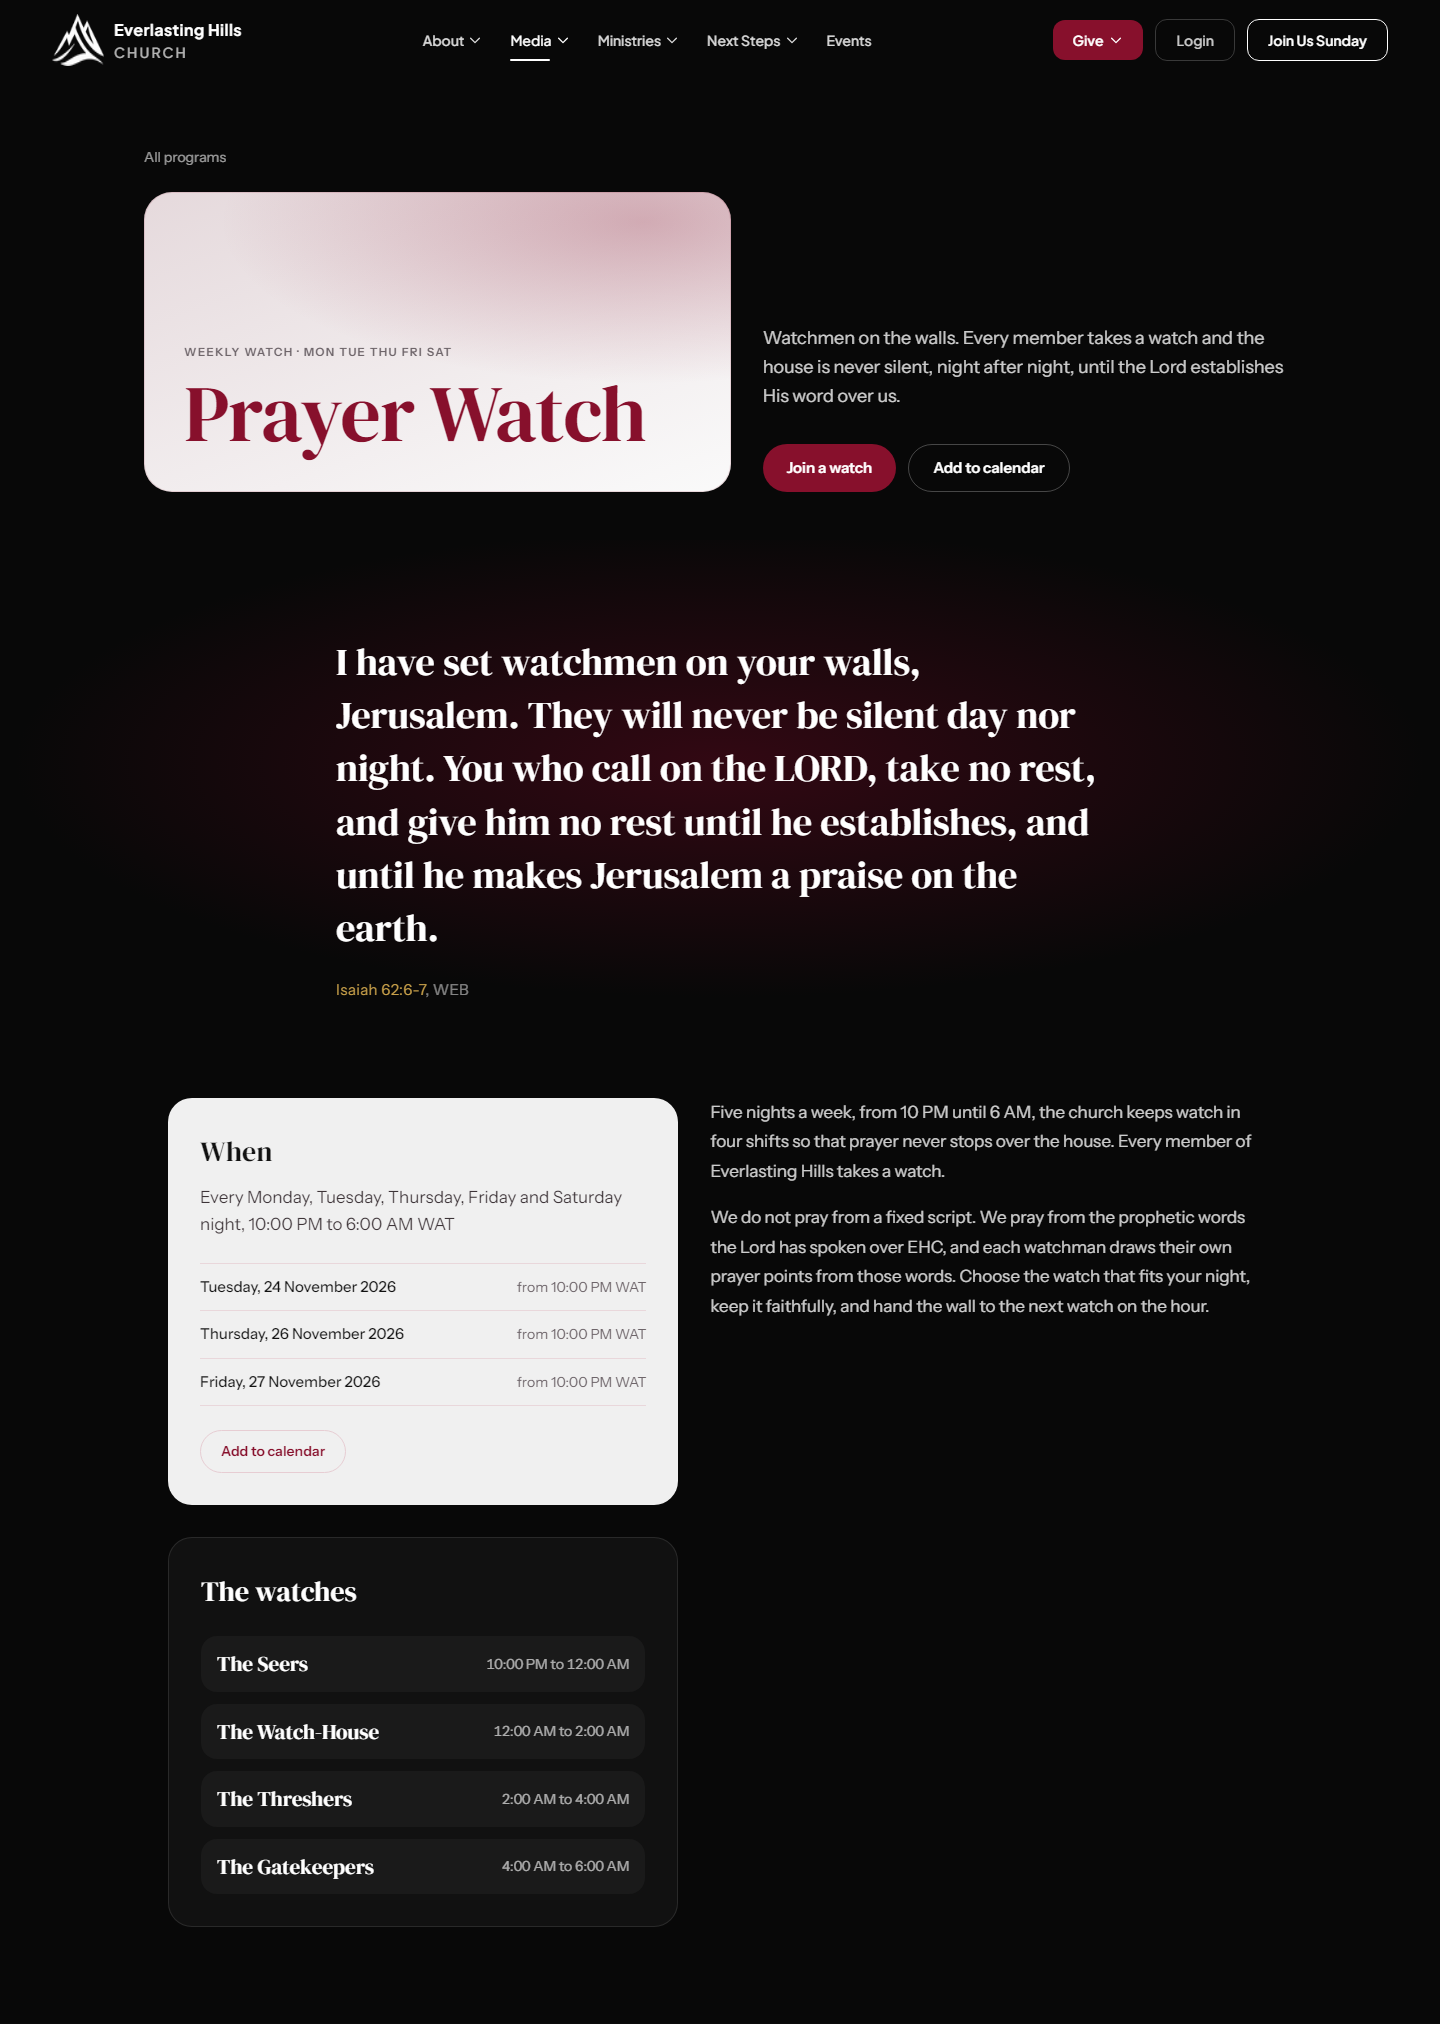 Everlasting Hills
CHURCH
About
Media
Ministries
Next Steps
Events
Give
Login
Join Us Sunday
All programs
WEEKLY WATCH · MON TUE THU FRI SAT
Prayer Watch
Watchmen on the walls. Every member takes a watch and the
house is never silent, night after night, until the Lord establishes
His word over us.
Join a watch
Add to calendar
I have set watchmen on your walls,
Jerusalem. They will never be silent day nor
night. You who call on the LORD, take no rest,
and give him no rest until he establishes, and
until he makes Jerusalem a praise on the
earth.
Isaiah 62:6-7, WEB
When
Every Monday, Tuesday, Thursday, Friday and Saturday
night, 10:00 PM to 6:00 AM WAT
Tuesday, 24 November 2026 from 10:00 PM WAT
Thursday, 26 November 2026 from 10:00 PM WAT
Friday, 27 November 2026 from 10:00 PM WAT
Add to calendar
Five nights a week, from 10 PM until 6 AM, the church keeps watch in
four shifts so that prayer never stops over the house. Every member of
Everlasting Hills takes a watch.
We do not pray from a fixed script. We pray from the prophetic words
the Lord has spoken over EHC, and each watchman draws their own
prayer points from those words. Choose the watch that fits your night,
keep it faithfully, and hand the wall to the next watch on the hour.
The watches
The Seers 10:00 PM to 12:00 AM
The Watch-House 12:00 AM to 2:00 AM
The Threshers 2:00 AM to 4:00 AM
The Gatekeepers 4:00 AM to 6:00 AM